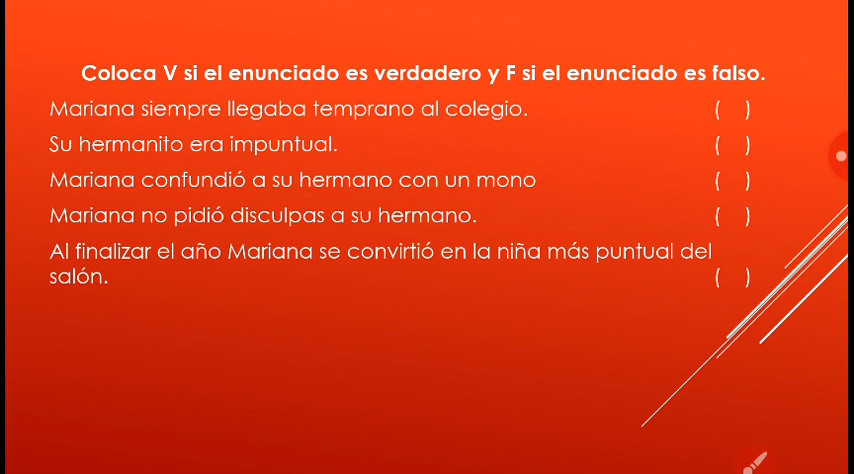 Coloca V si el enunciado es verdadero y F si el enunciado es falso.
Mariana siempre llegaba temprano al colegio. ( )
Su hermanito era impuntual. ( )
Mariana confundió a su hermano con un mono ( )
Mariana no pidió disculpas a su hermano. ( )
Al finalizar el año Mariana se convirtió en la niña más puntual del
salón. ( )